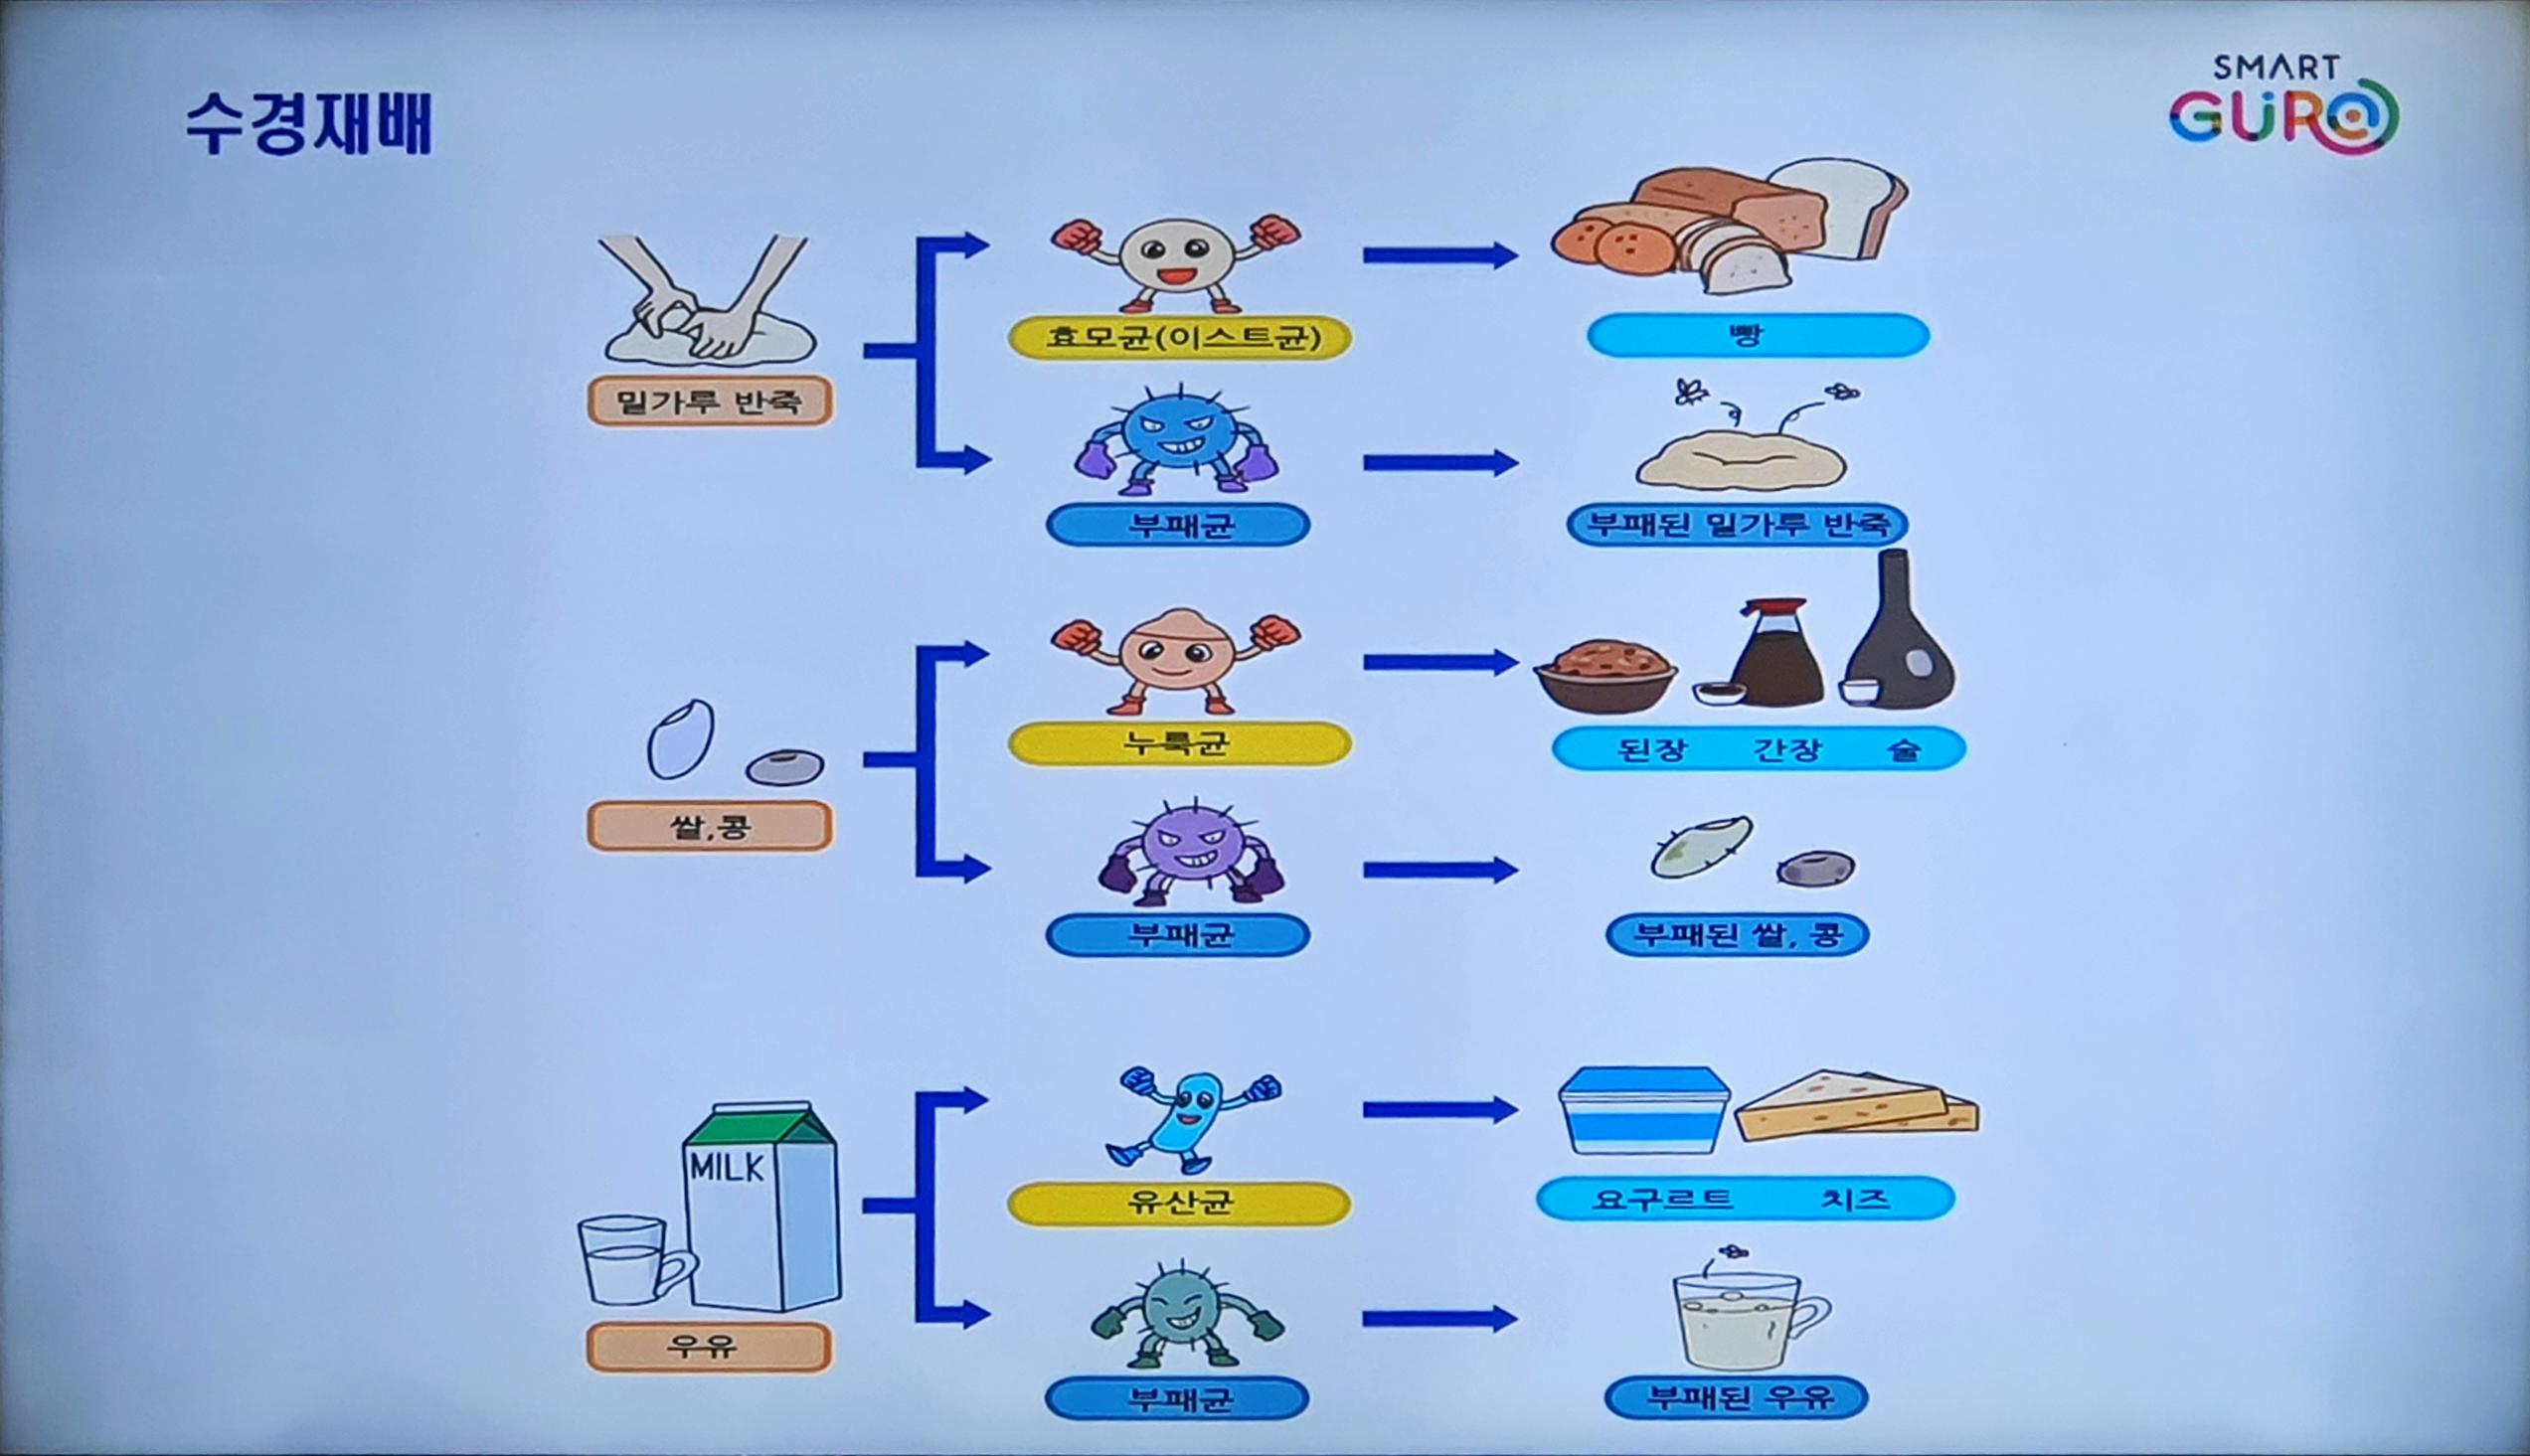 수경재배
SMART
GURO
효모균(이스트균)
빵
밀가루 반죽
부패균
부패된 밀가루 반죽
누룩균
된장 간장 술
쌀,콩
부패균
부패된 쌀, 콩
MILK
유산균
요구르트 치즈
우유
부패균
부패된 우유